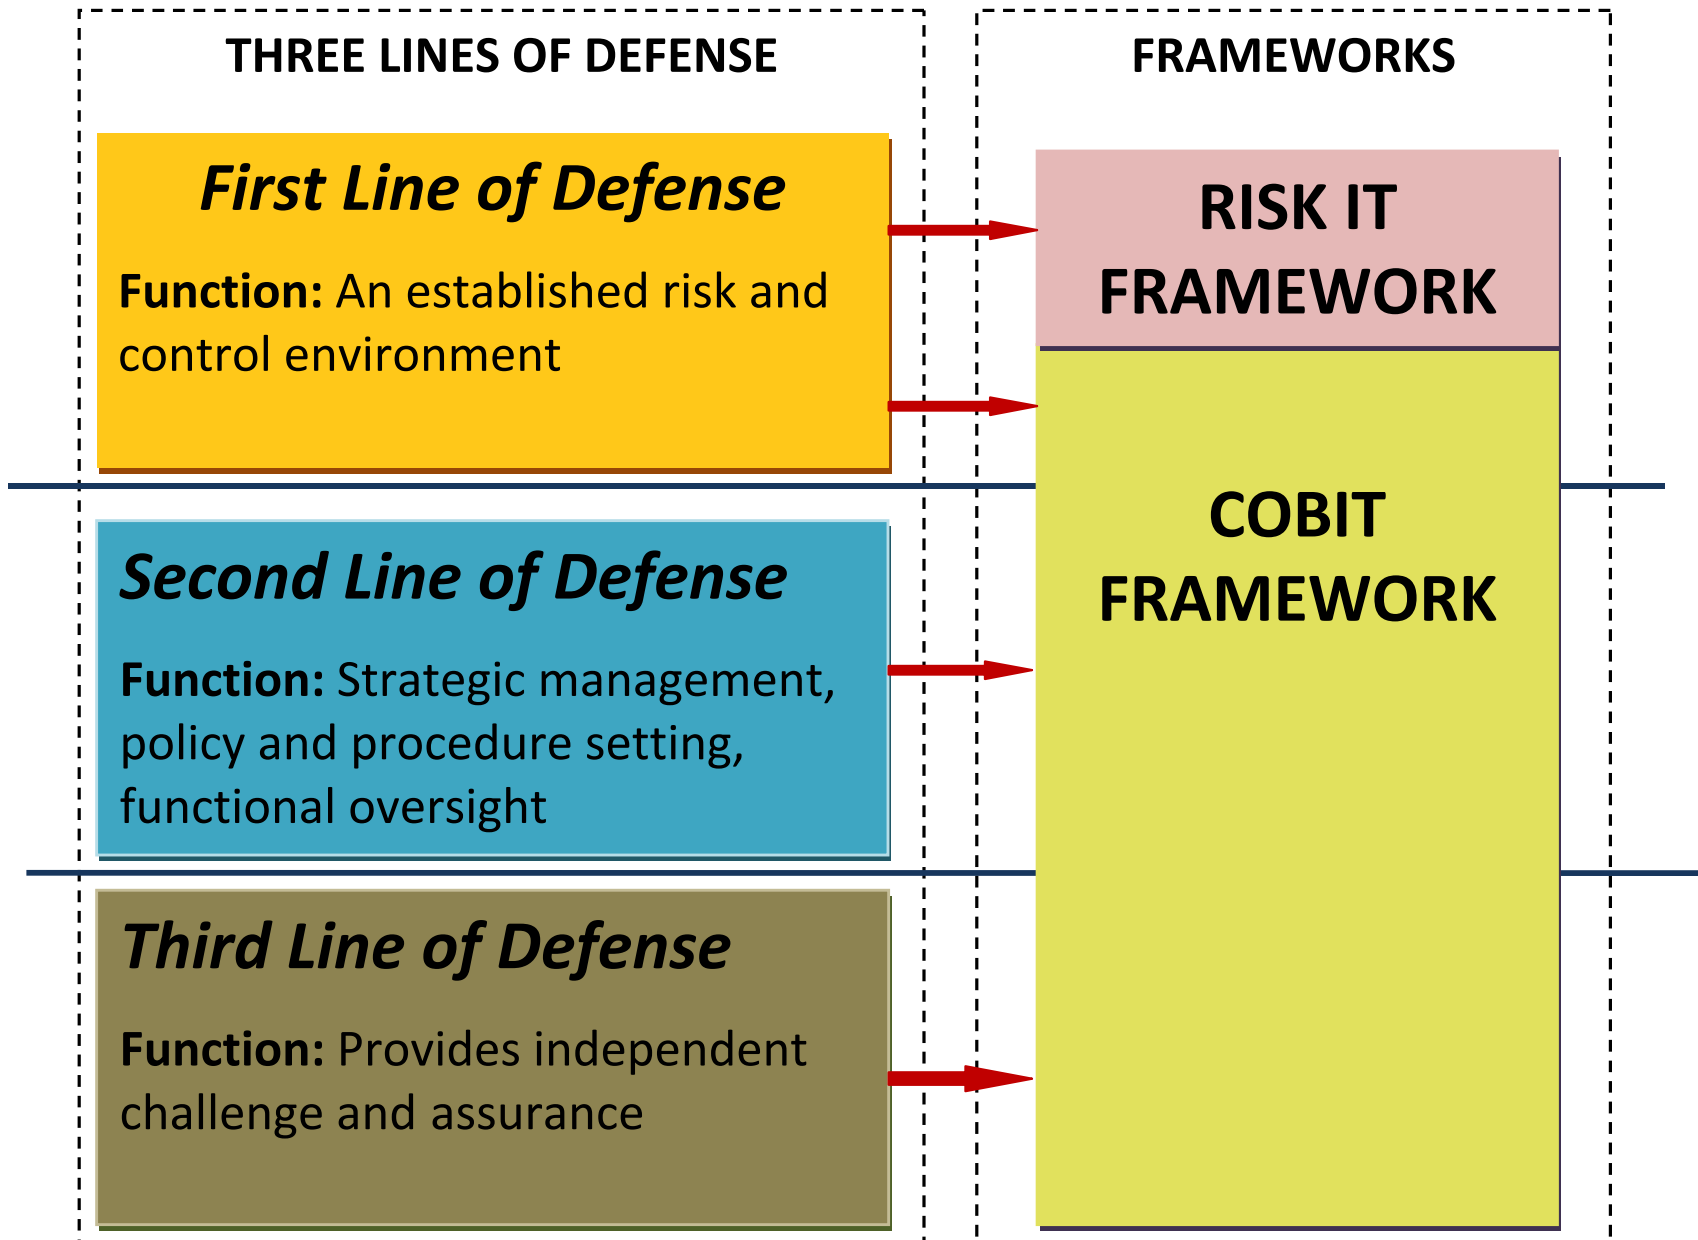 THREE LINES OF DEFENSE
First Line of Defense
Function: An established risk and
control environment
Second Line of Defense
Function: Strategic management,
policy and procedure setting,
functional oversight
Third Line of Defense
Function: Provides independent
challenge and assurance
FRAMEWORKS
RISK IT
FRAMEWORK
COBIT
FRAMEWORK